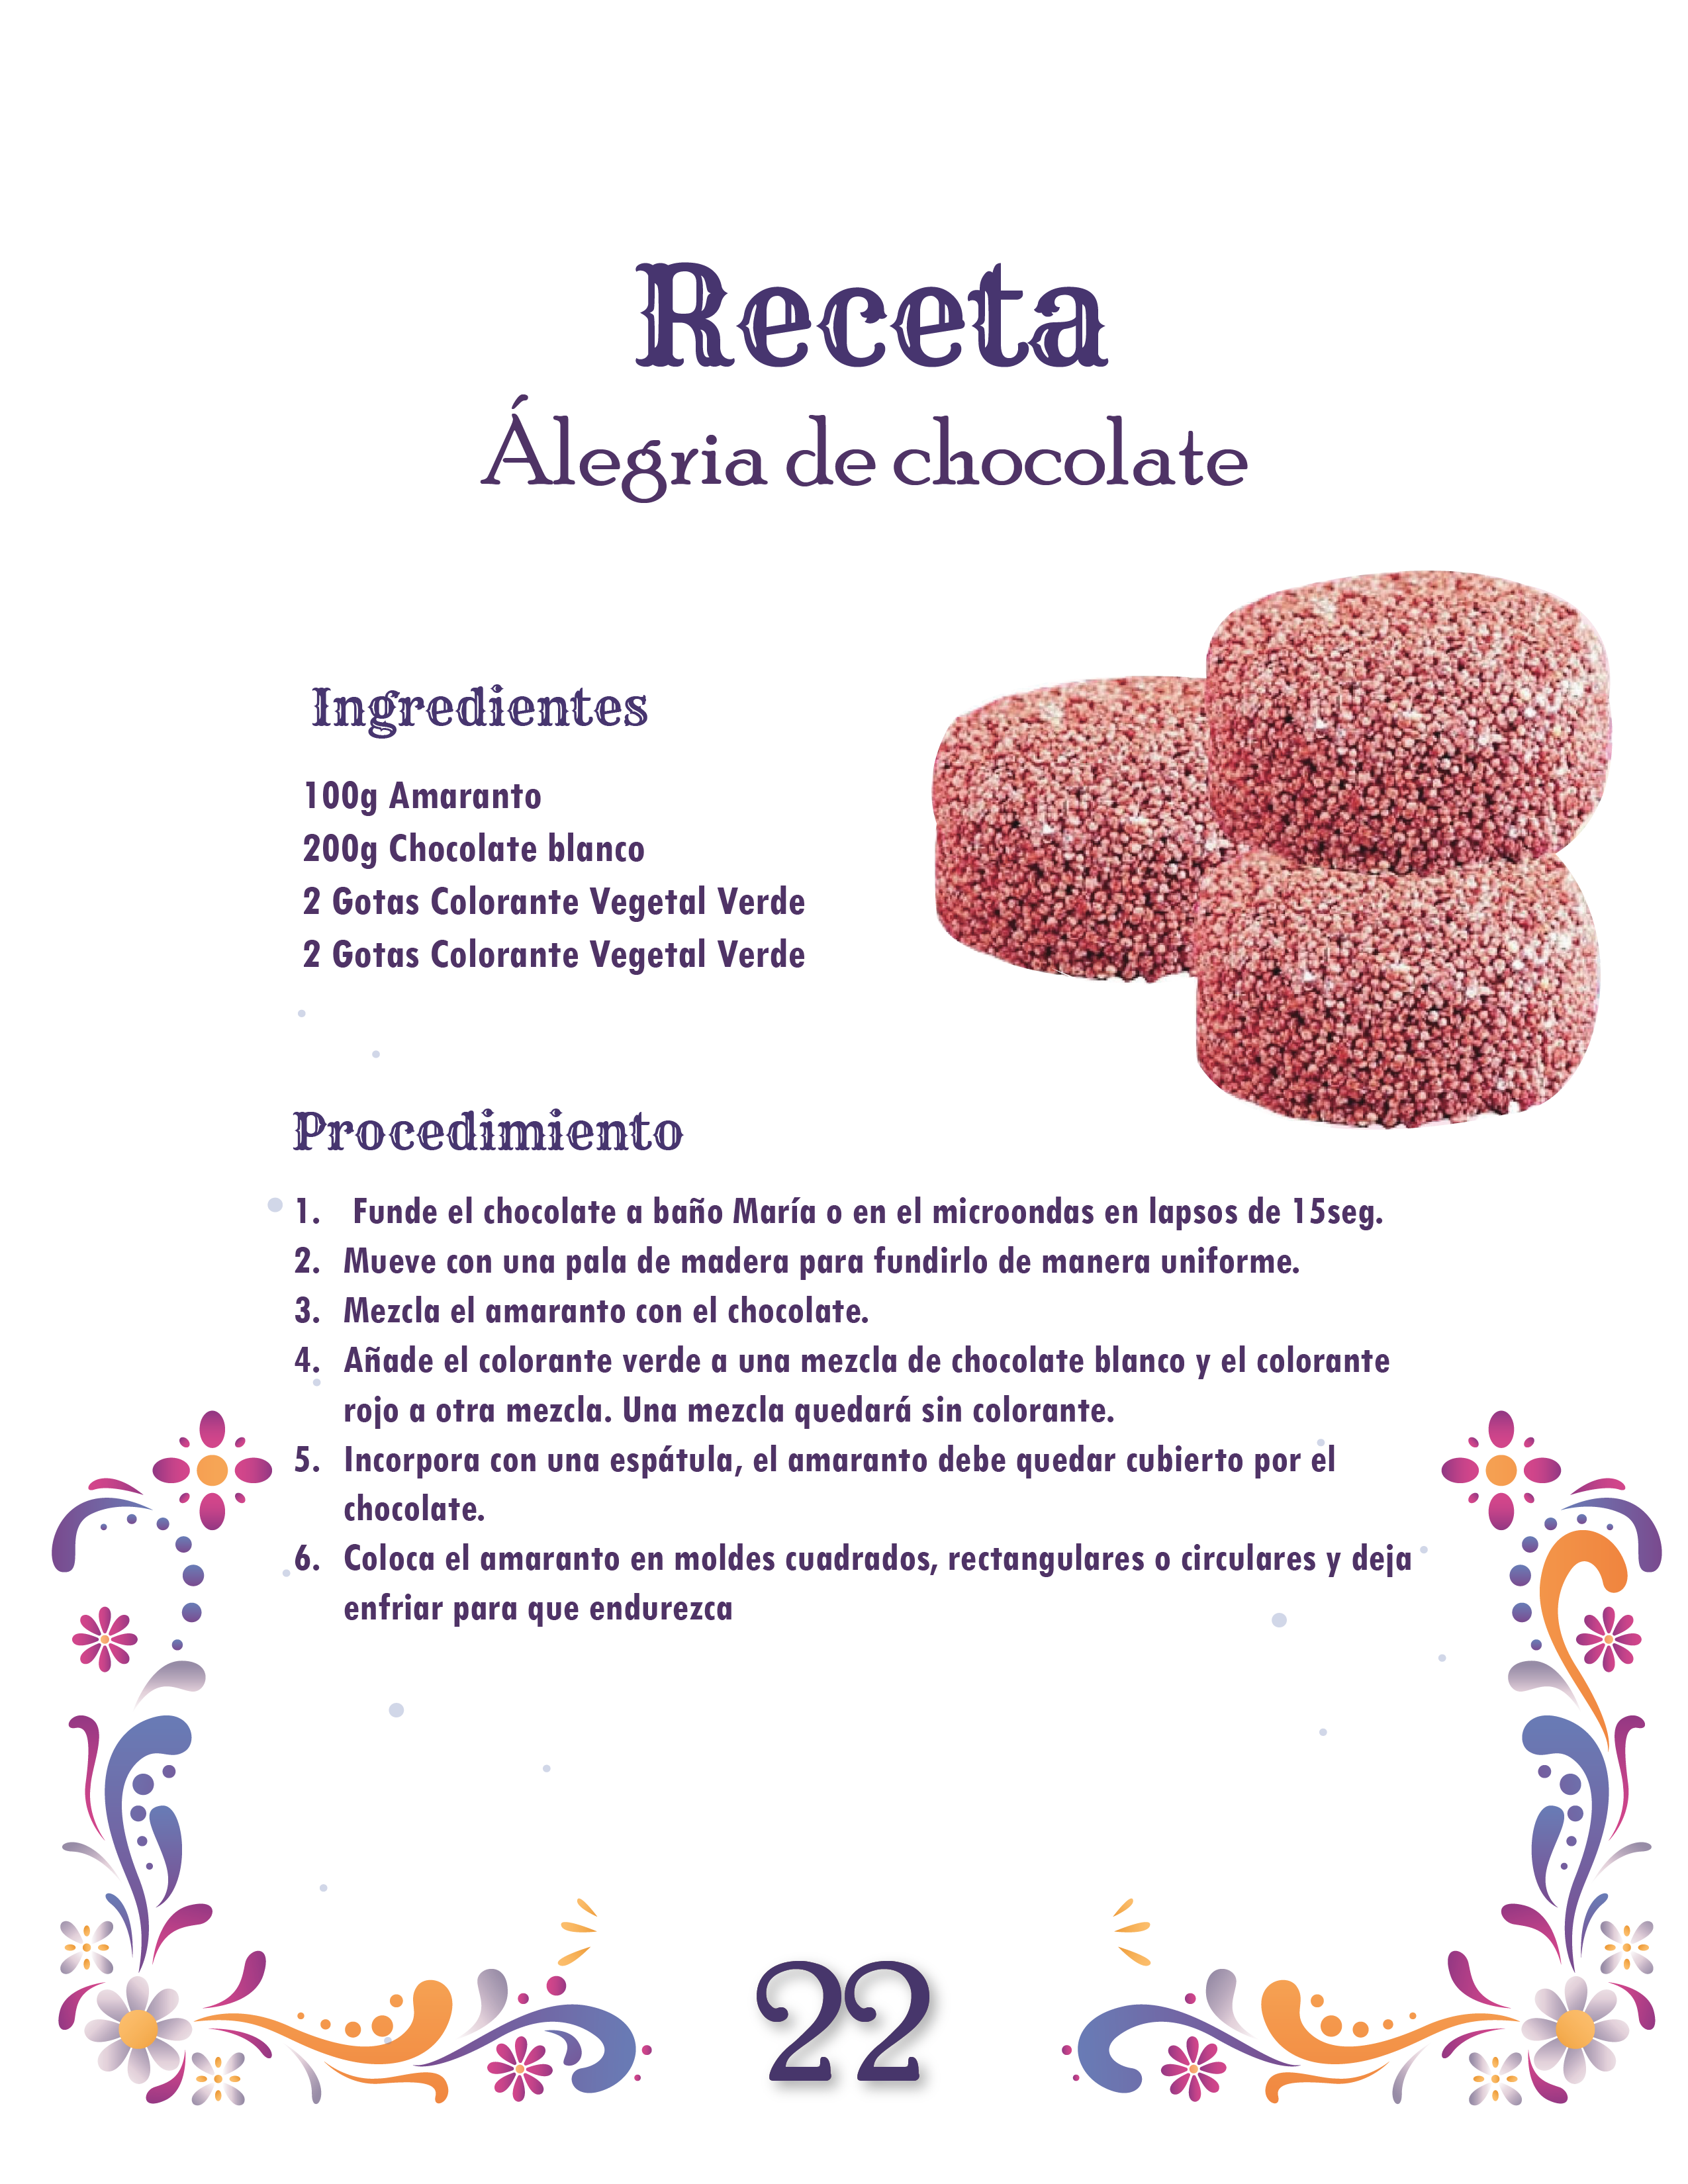 Receta
Álegria de chocolate
Ingredientes
100g Amaranto
200g Chocolate blanco
2 Gotas Colorante Vegetal Verde
2 Gotas Colorante Vegetal Verde
Procedimiento
1. Funde el chocolate a baño María o en el microondas en lapsos de 15seg.
2. Mueve con una pala de madera para fundirlo de manera uniforme.
3. Mezcla el amaranto con el chocolate.
4. Añade el colorante verde a una mezcla de chocolate blanco y el colorante
rojo a otra mezcla. Una mezcla quedará sin colorante.
5. Incorpora con una espátula, el amaranto debe quedar cubierto por el
chocolate.
6. Coloca el amaranto en moldes cuadrados, rectangulares o circulares y deja
enfriar para que endurezca
22